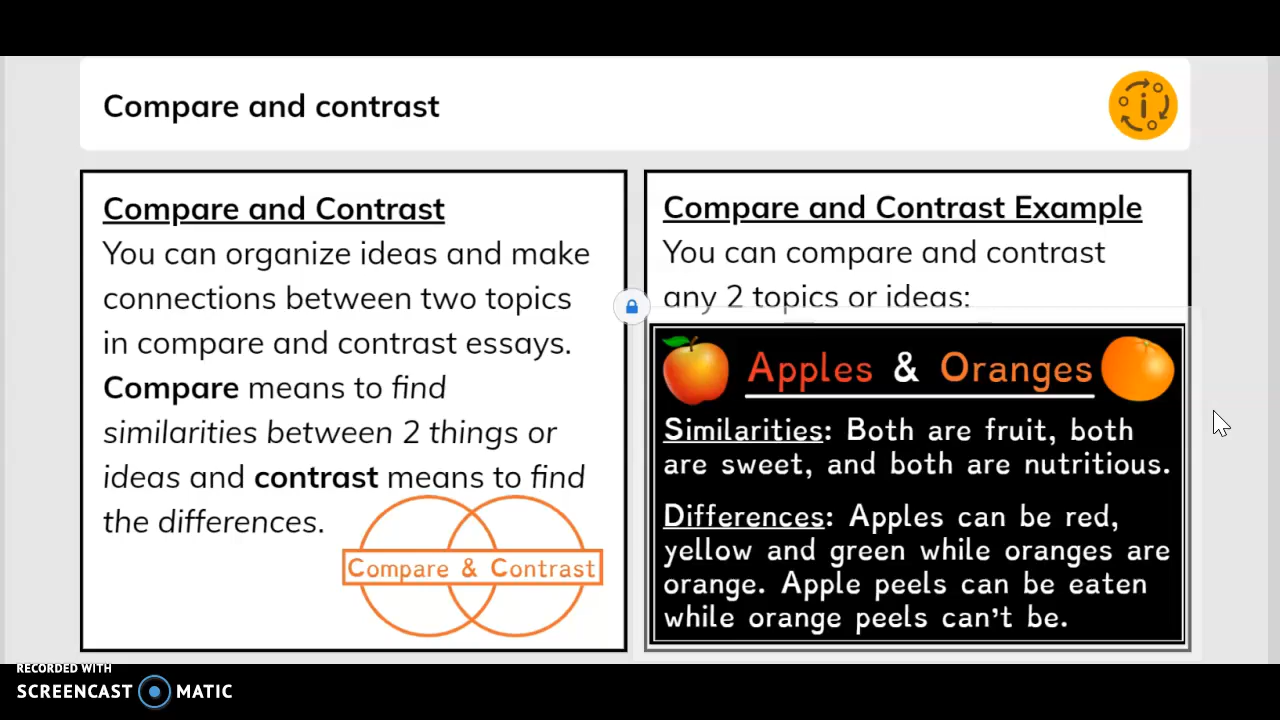 Compare and contrast
Compare and Contrast
You can organize ideas and make
connections between two topics
in compare and contrast essays.
Compare means to find
similarities between 2 things or
ideas and contrast means to find
the differences.
Compare & Contrast
Compare and Contrast Example
You can compare and contrast
any 2 topics or ideas:
Apples & Oranges
Similarities: Both are fruit, both
are sweet, and both are nutritious.
Differences: Apples can be red,
yellow and green while oranges are
orange. Apple peels can be eaten
while orange peels can't be.
RECORDED WITH
SCREENCAST MATIC